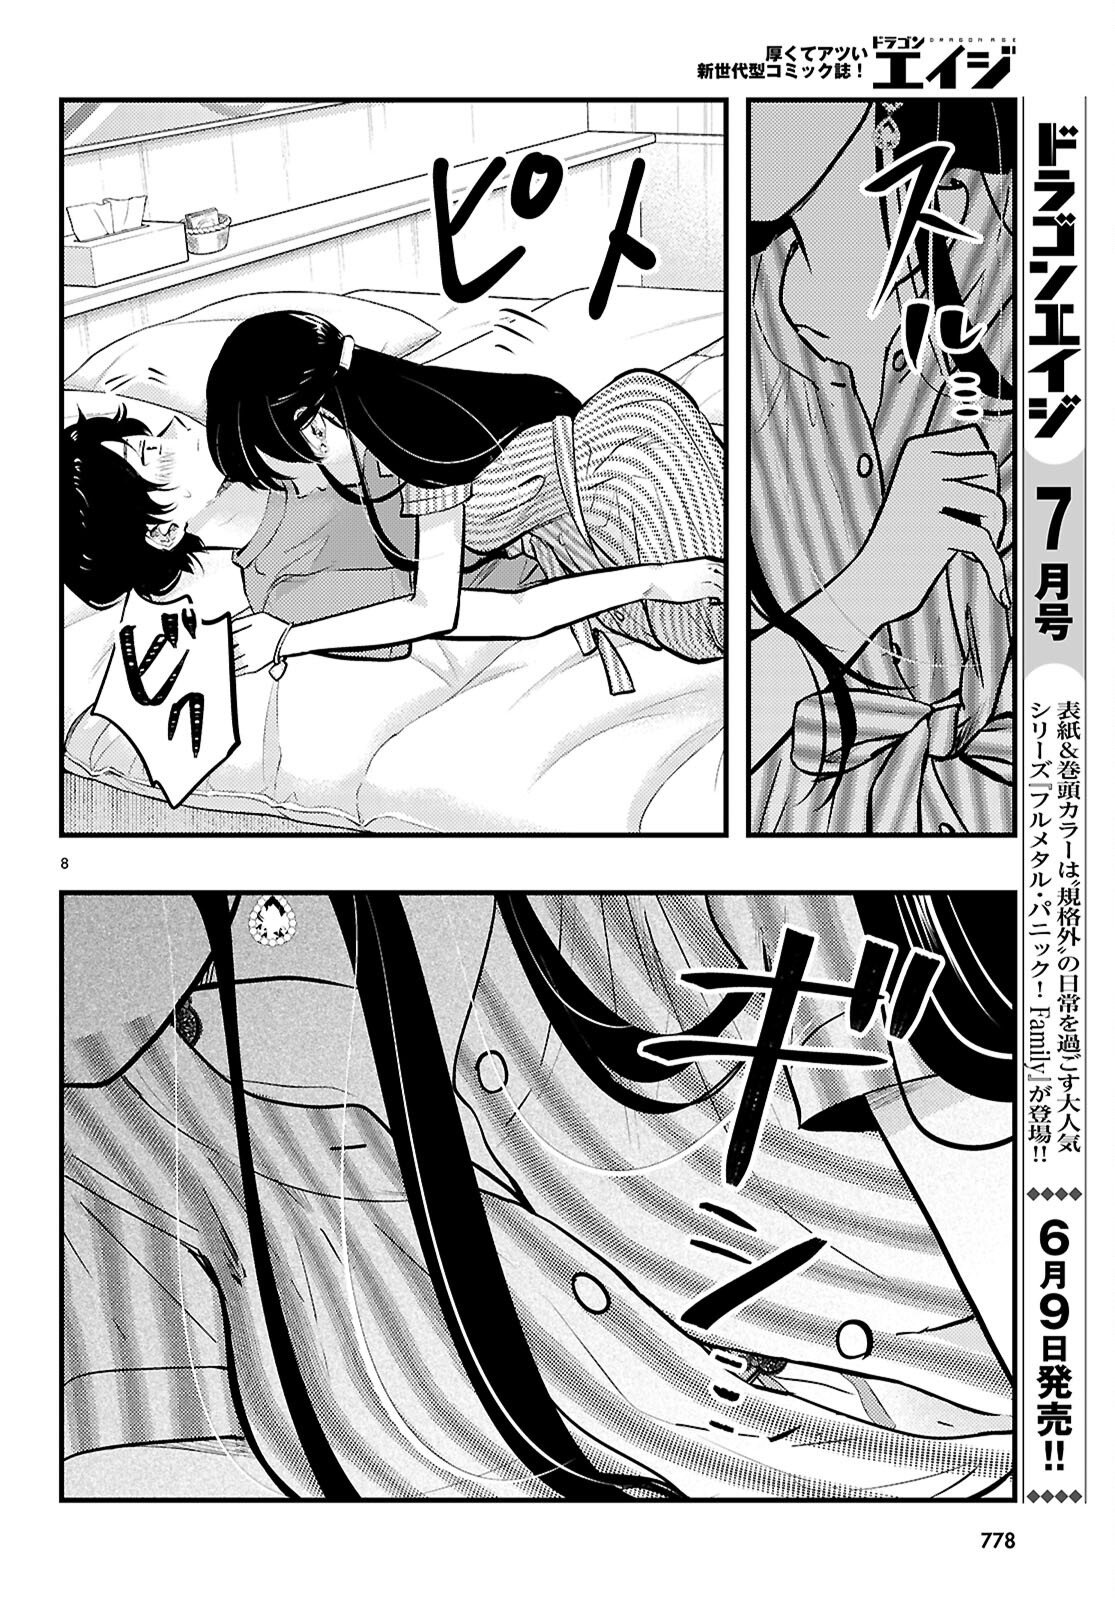 厚くてアツい
新世代型コミック誌！
ドラゴン
DRAGON AGE
エイジ
スル…
ピト
ビクッ
ギシ…
ドラゴンエイジ
7月号
表紙&巻頭カラーは“規格外”の日常を過ごす大人気
シリーズ『フルメタル・パニック！Family』が登場!!
6月9日発売!!
8
778